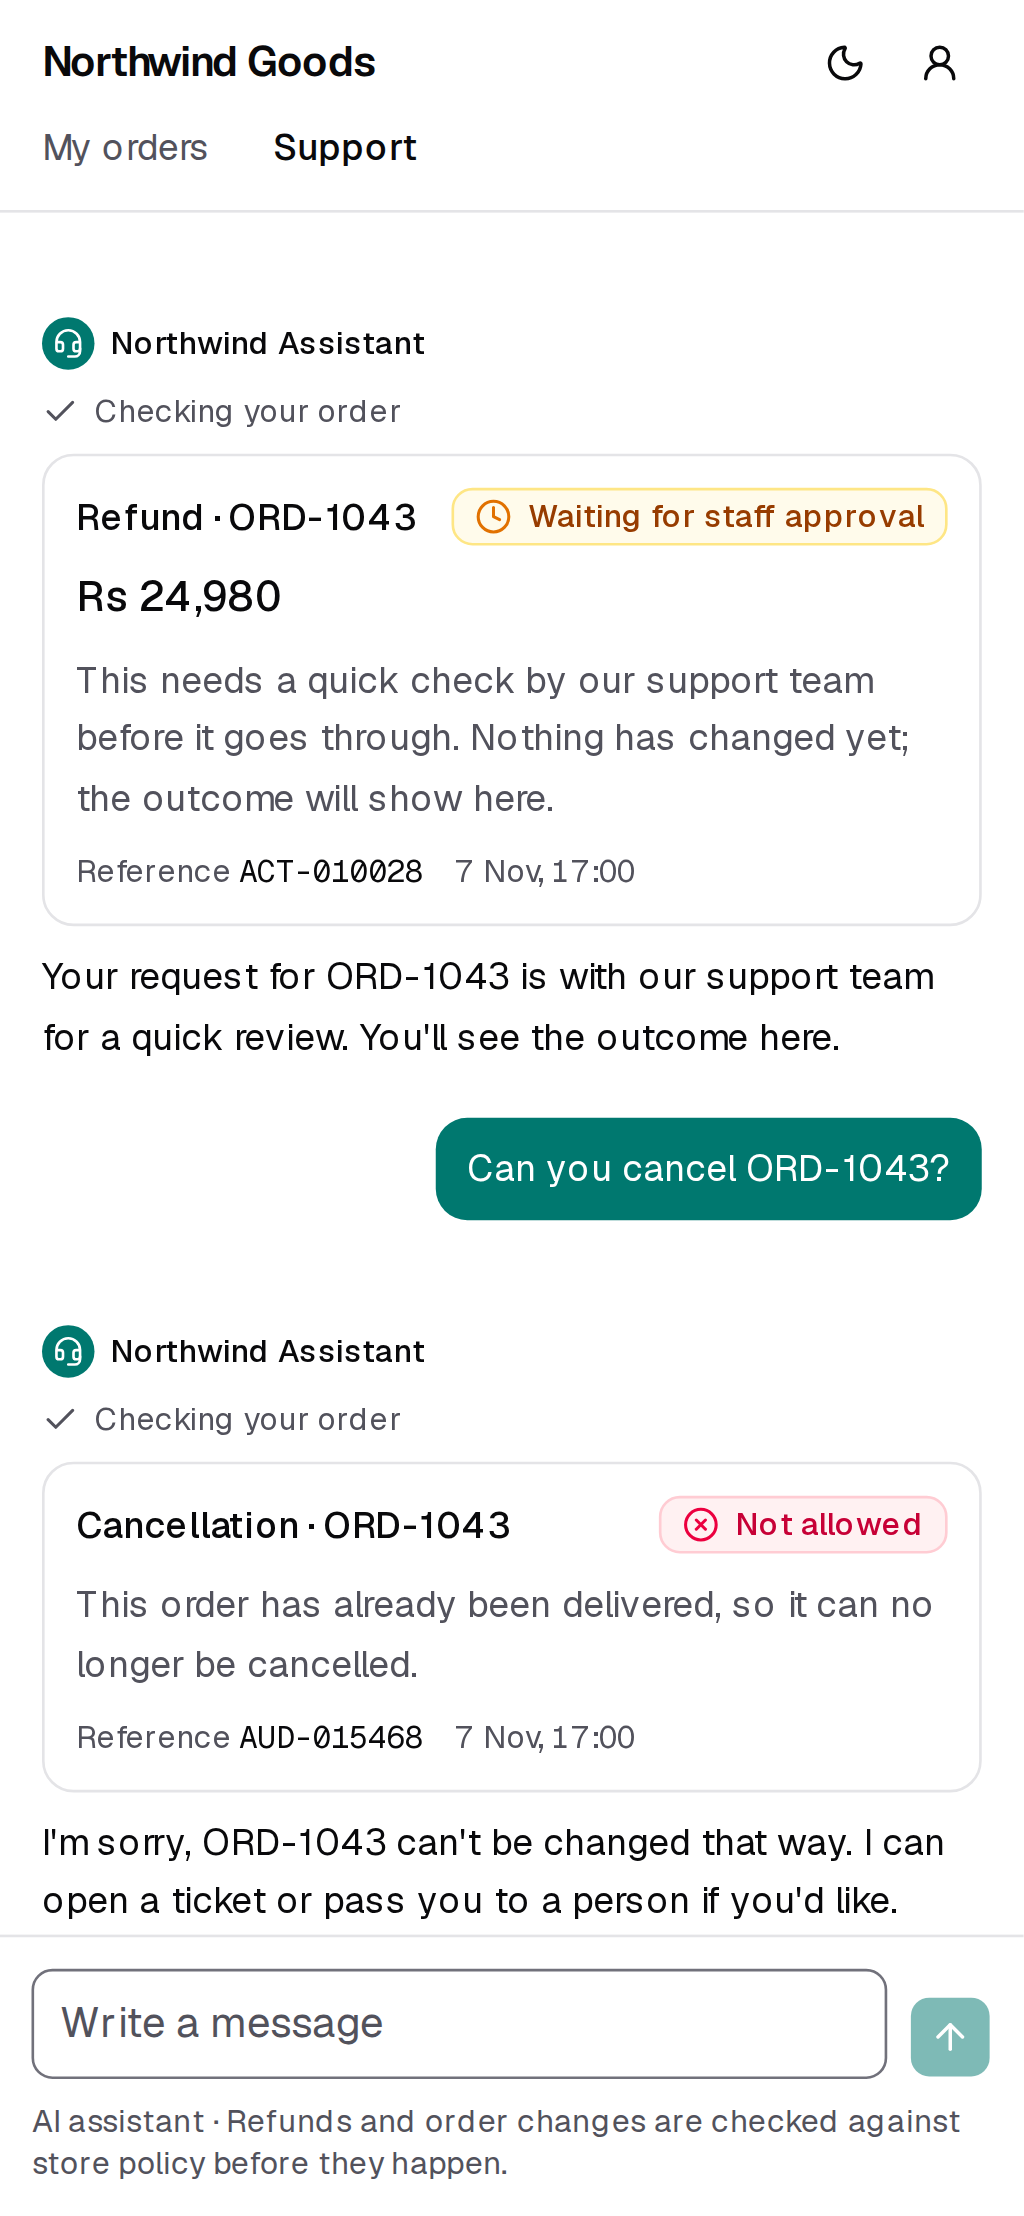 Northwind Goods
My orders Support
Northwind Assistant
Checking your order
Refund · ORD-1043 Waiting for staff approval
Rs 24,980
This needs a quick check by our support team
before it goes through. Nothing has changed yet;
the outcome will show here.
Reference ACT-010028 7 Nov, 17:00
Your request for ORD-1043 is with our support team
for a quick review. You'll see the outcome here.
Can you cancel ORD-1043?
Northwind Assistant
Checking your order
Cancellation · ORD-1043 Not allowed
This order has already been delivered, so it can no
longer be cancelled.
Reference AUD-015468 7 Nov, 17:00
I'm sorry, ORD-1043 can't be changed that way. I can
open a ticket or pass you to a person if you'd like.
Write a message
AI assistant · Refunds and order changes are checked against
store policy before they happen.